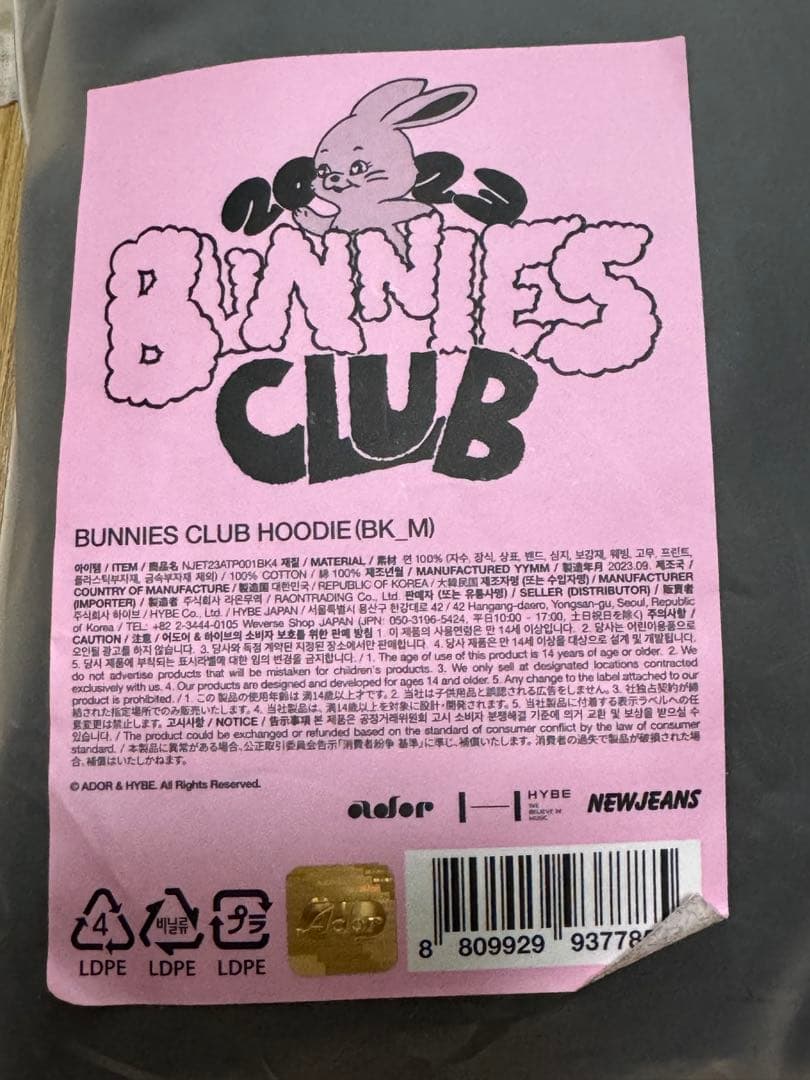 2023
BUNNIES
CLUB
BUNNIES CLUB HOODIE (BK_M)
아이템 / ITEM / 商品名 NJET23ATP001BK4 재질 / MATERIAL / 素材 면 100% (자수, 장식, 상표, 밴드, 심지, 보강재, 웨빙, 고무, 프린트,
플라스틱부자재, 금속부자재 제외) / 100% COTTON / 綿 100% 제조년월 / MANUFACTURED YYMM / 製造年月 2023.09. 제조국 /
COUNTRY OF MANUFACTURE / 製造国 대한민국 / REPUBLIC OF KOREA / 大韓民国 제조자명 (또는 수입자명) / MANUFACTURER
(IMPORTER) / 製造者 주식회사 라온무역 / RAONTRADING CO., Ltd. 판매자 (또는 유통사명) / SELLER (DISTRIBUTOR) / 販賣者
주식회사 하이브 / HYBE Co., Ltd. / HYBE JAPAN / 서울특별시 용산구 한강대로 42 / 42 Hangang-daero, Yongsan-gu, Seoul, Republic
of Korea / TEL: +82 2-3444-0105 Weverse Shop JAPAN (JPN: 050-3196-5424, 平日10:00 - 17:00, 土日祝日を除く) 주의사항 /
CAUTION / 注意 / 어도어 & 하이브의 소비자 보호를 위한 판매 방침 1. 이 제품의 사용연령은 만 14세 이상입니다. 2. 당사는 어린이용품으로
오인될 광고를 하지 않습니다. 3. 당사와 독점 계약된 지정된 장소에서만 판매합니다. 4. 당사 제품은 만 14세 이상을 대상으로 설계 및 개발됩니다.
5. 당사 제품에 부착되는 표시라벨에 대한 임의 변경을 금지합니다. / 1. The age of use of this product is 14 years of age or older. 2. We
do not advertise products that will be mistaken for children's products. 3. We only sell at designated locations contracted
exclusively with us. 4. Our products are designed and developed for ages 14 and older. 5. Any change to the label attached to our
product is prohibited. / 1. この製品の使用年齢は満14歳以上才です。2. 当社は子供用品と誤認される広告をしません。3. 社独占契約が締
結された指定場所でのみ販売いたします。4. 当社製品は、満14歳以上を対象に設計・開発されます。5. 当社製品に付着する表示ラベルへの任
意変更は禁止します。고시사항 / NOTICE / 告示事項 본 제품은 공정거래위원회 고시 소비자 분쟁해결 기준에 의거 교환 및 보상을 받으실 수
있습니다. / The product could be exchanged or refunded based on the standard of consumer conflict by the law of consumer
standard. / 本製品に異常がある場合、公正取引委員会告示「消費者紛争 基準」に準じ、補償いたします。消費者の過失で製品が破損された場
合、補償はいたしかねます。
© ADOR & HYBE. All Rights Reserved.
ador HYBE THE BELIEVE IN MUSIC NEWJEANS
4 LDPE
비닐류 LDPE
プラ LDPE
Ador
8 809929 93778